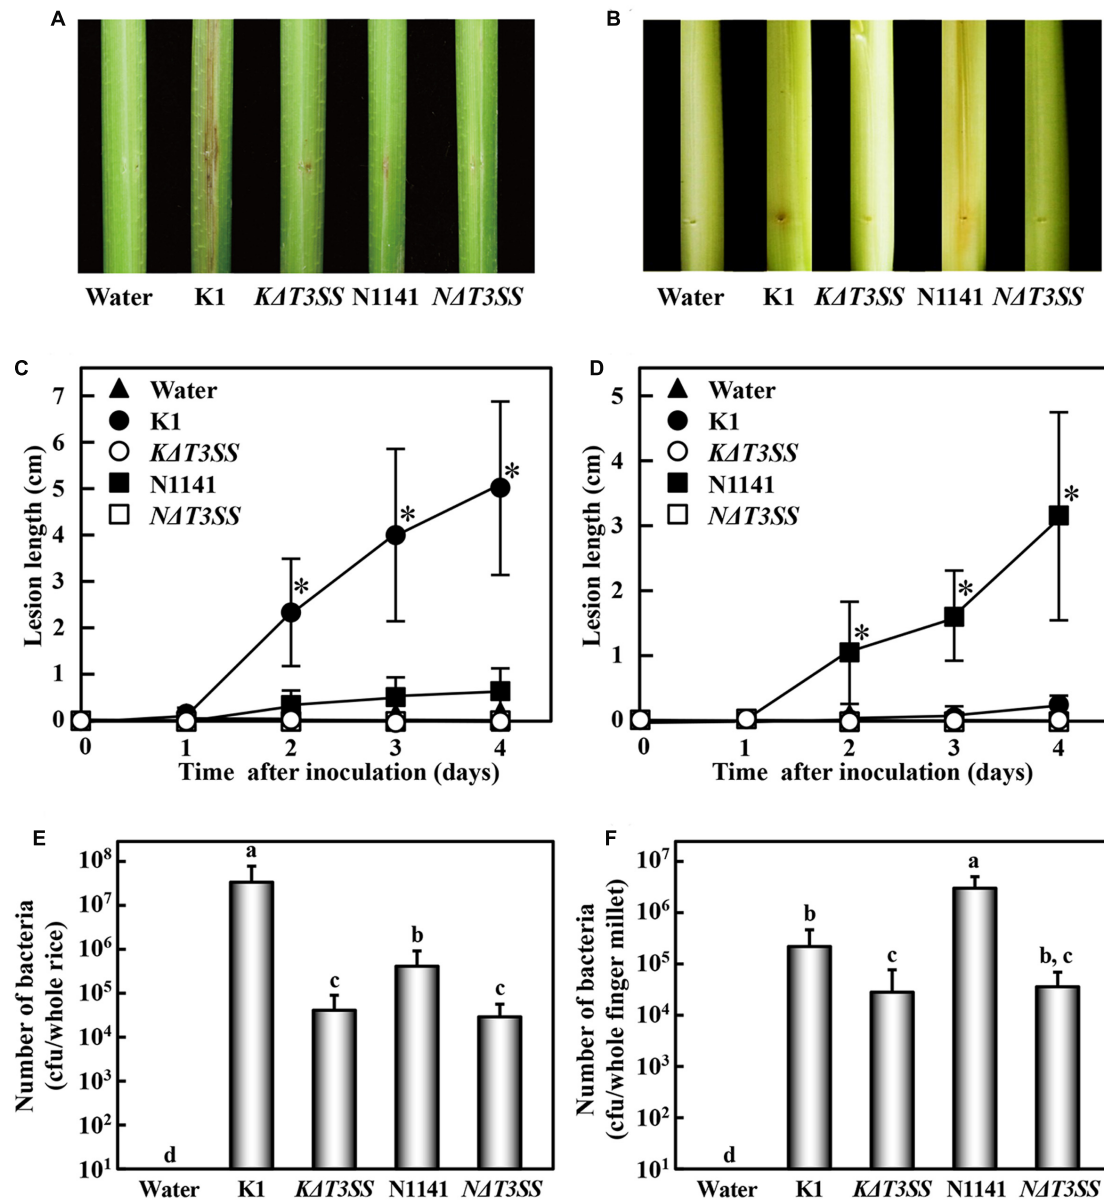 A
B
Water K1 KΔT3SS N1141 NΔT3SS
Water K1 KΔT3SS N1141 NΔT3SS
C
Lesion length (cm)
7
6
5
4
3
2
1
0
Water
K1
KΔT3SS
N1141
NΔT3SS
*
*
*
0 1 2 3 4
Time after inoculation (days)
D
Lesion length (cm)
5
4
3
2
1
0
Water
K1
KΔT3SS
N1141
NΔT3SS
*
*
*
0 1 2 3 4
Time after inoculation (days)
E
Number of bacteria
(cfu/whole rice)
10⁸
10⁷
10⁶
10⁵
10⁴
10³
10²
10¹
d a c b c
Water K1 KΔT3SS N1141 NΔT3SS
F
Number of bacteria
(cfu/whole finger millet)
10⁷
10⁶
10⁵
10⁴
10³
10²
10¹
d b c a b, c
Water K1 KΔT3SS N1141 NΔT3SS